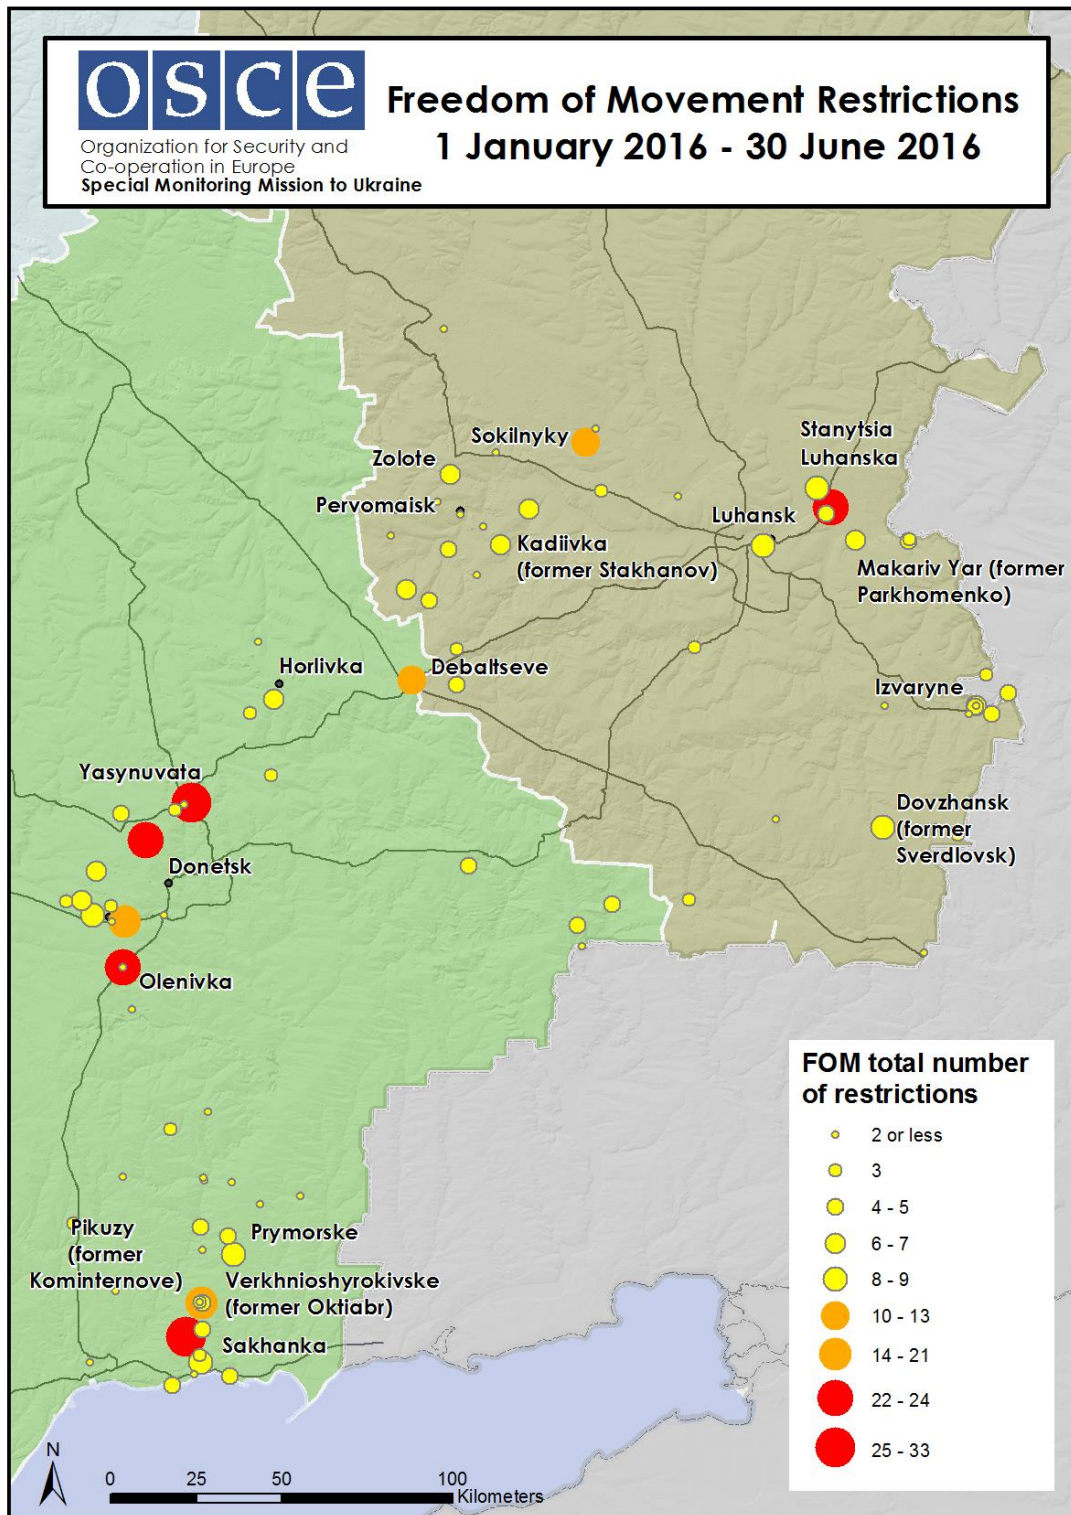 osce
Organization for Security and
Co-operation in Europe
Special Monitoring Mission to Ukraine
Freedom of Movement Restrictions
1 January 2016 - 30 June 2016
Sokilnyky
Stanytsia
Luhanska
Zolote
Pervomaisk
Luhansk
Kadiivka
(former Stakhanov)
Makariv Yar (former
Parkhomenko)
Horlivka
Debaltseve
Izvaryne
Yasynuvata
Dovzhansk
(former
Sverdlovsk)
Donetsk
Olenivka
Pikuzy
(former
Kominternove)
Prymorske
Verkhnioshyrokivske
(former Oktiabr)
Sakhanka
FOM total number
of restrictions
2 or less
3
4 - 5
6 - 7
8 - 9
10 - 13
14 - 21
22 - 24
25 - 33
N
0 25 50 100
Kilometers